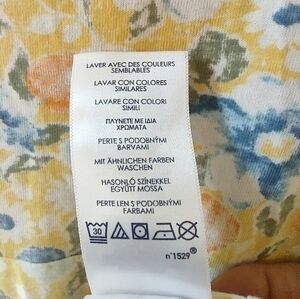 LAVER AVEC DES COULEURS
SEMBLABLES
LAVAR CON COLORES
SIMILARES
LAVARE CON COLORI
SIMILI
ΠΛΥΝΕΤΕ ΜΕ ΙΔΙΑ
ΧΡΩΜΑΤΑ
PERTE S PODOBNÝMI
BARVAMI
MIT ÄHNLICHEN FARBEN
WASCHEN
HASONLÓ SZÍNEKKEL
EGYÜTT MOSSA
PERTE LEN S PODOBNÝMI
FARBAMI
30
n°1529®